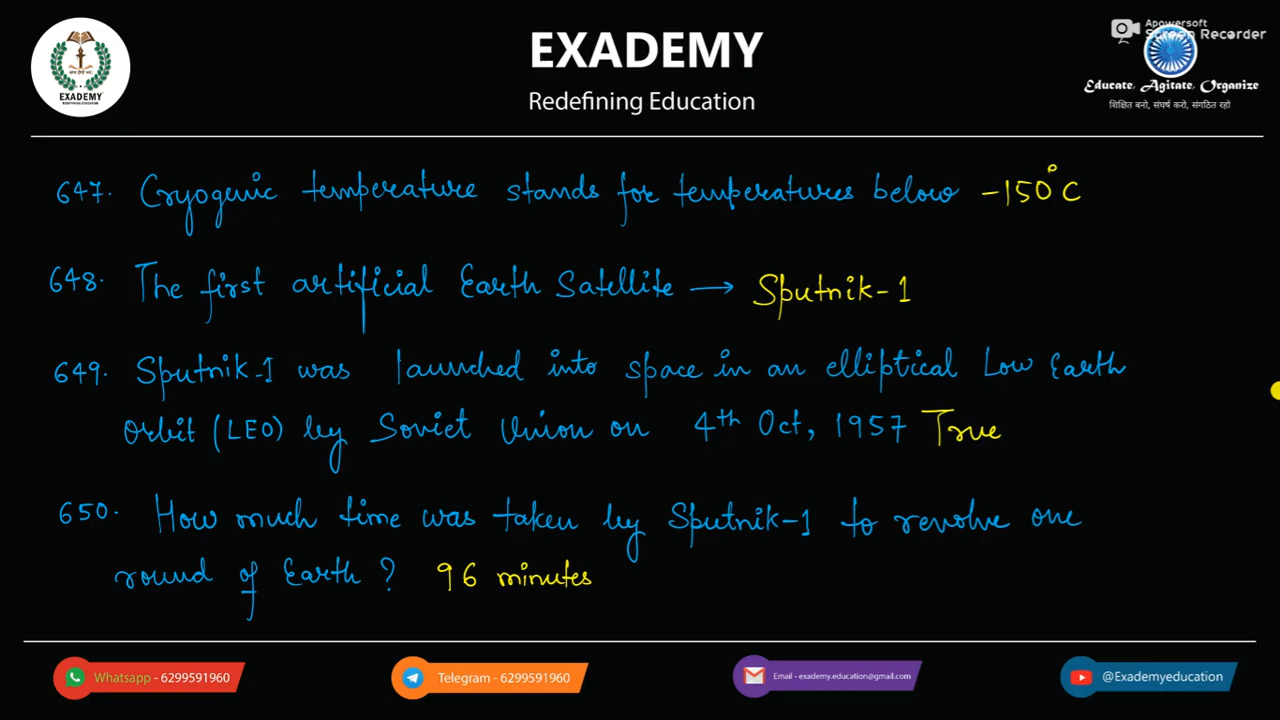 EXADEMY
Redefining Education
EXADEMY
REDEFINING EDUCATION
Apowersoft
Screen Recorder
Educate, Agitate, Organize
शिक्षित बनो, संघर्ष करो, संगठित रहो
647. Cryogenic temperature stands for temperatures below -150°C
648. The first artificial Earth Satellite → Sputnik-1
649. Sputnik-1 was launched into space in an elliptical Low Earth
Orbit (LEO) by Soviet Union on 4th Oct, 1957 True
650. How much time was taken by Sputnik-1 to revolve one
round of Earth? 96 minutes
Whatsapp - 6299591960
Telegram - 6299591960
Email - exademy.education@gmail.com
@Exademyeducation